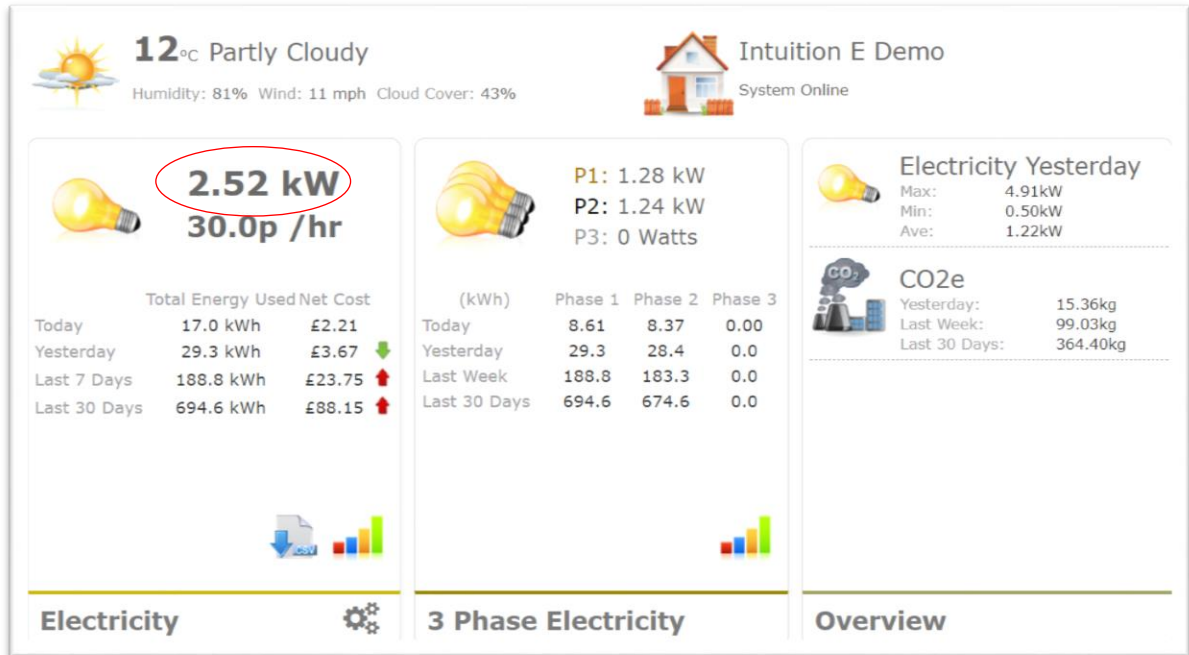 12°C Partly Cloudy
Humidity: 81% Wind: 11 mph Cloud Cover: 43%
Intuition E Demo
System Online
2.52 kW
30.0p /hr
Total Energy Used Net Cost
Today 17.0 kWh £2.21
Yesterday 29.3 kWh £3.67
Last 7 Days 188.8 kWh £23.75
Last 30 Days 694.6 kWh £88.15
CSV
Electricity
P1: 1.28 kW
P2: 1.24 kW
P3: 0 Watts
(kWh) Phase 1 Phase 2 Phase 3
Today 8.61 8.37 0.00
Yesterday 29.3 28.4 0.0
Last Week 188.8 183.3 0.0
Last 30 Days 694.6 674.6 0.0
3 Phase Electricity
Electricity Yesterday
Max: 4.91kW
Min: 0.50kW
Ave: 1.22kW
CO2
CO2e
Yesterday: 15.36kg
Last Week: 99.03kg
Last 30 Days: 364.40kg
Overview